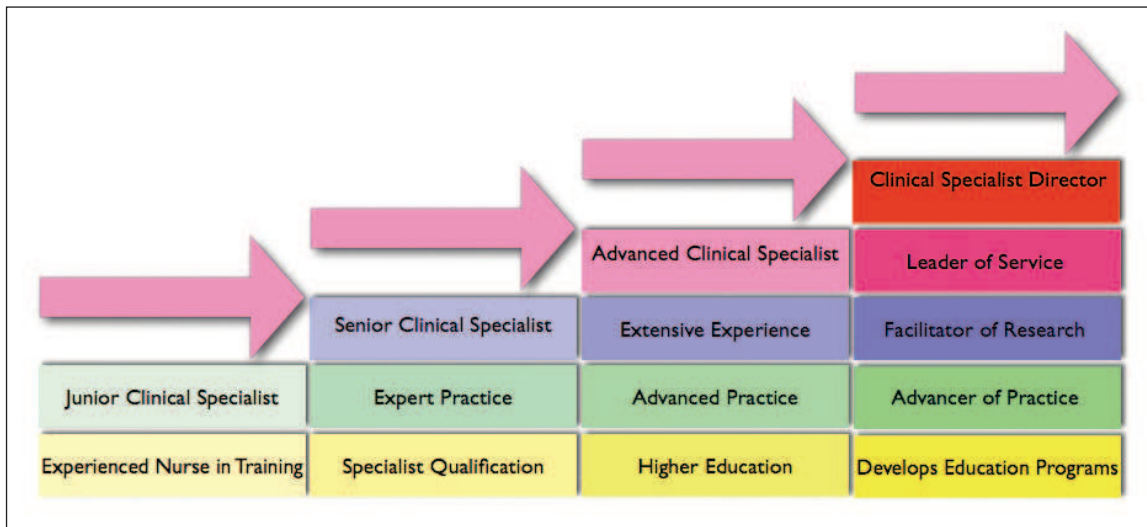 Clinical Specialist Director
Advanced Clinical Specialist
Leader of Service
Senior Clinical Specialist
Extensive Experience
Facilitator of Research
Junior Clinical Specialist
Expert Practice
Advanced Practice
Advancer of Practice
Experienced Nurse in Training
Specialist Qualification
Higher Education
Develops Education Programs